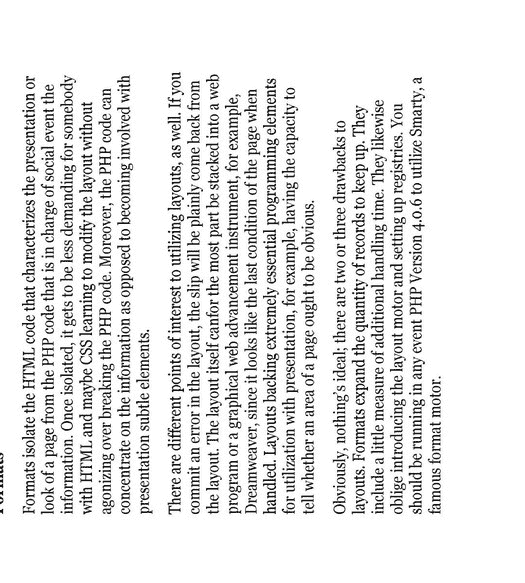 Formats
Formats isolate the HTML code that characterizes the presentation or
look of a page from the PHP code that is in charge of social event the
information. Once isolated, it gets to be less demanding for somebody
with HTML and maybe CSS learning to modify the layout without
agonizing over breaking the PHP code. Moreover, the PHP code can
concentrate on the information as opposed to becoming involved with
presentation subtle elements.
There are different points of interest to utilizing layouts, as well. If you
commit an error in the layout, the slip will be plainly come back from
the layout. The layout itself canfor the most part be stacked into a web
program or a graphical web advancement instrument, for example,
Dreamweaver, since it looks like the last condition of the page when
handled. Layouts backing extremely essential programming elements
for utilization with presentation, for example, having the capacity to
tell whether an area of a page ought to be obvious.
Obviously, nothing's ideal; there are two or three drawbacks to
layouts. Formats expand the quantity of records to keep up. They
include a little measure of additional handling time. They likewise
oblige introducing the layout motor and setting up registries. You
should be running in any event PHP Version 4.0.6 to utilize Smarty, a
famous format motor.